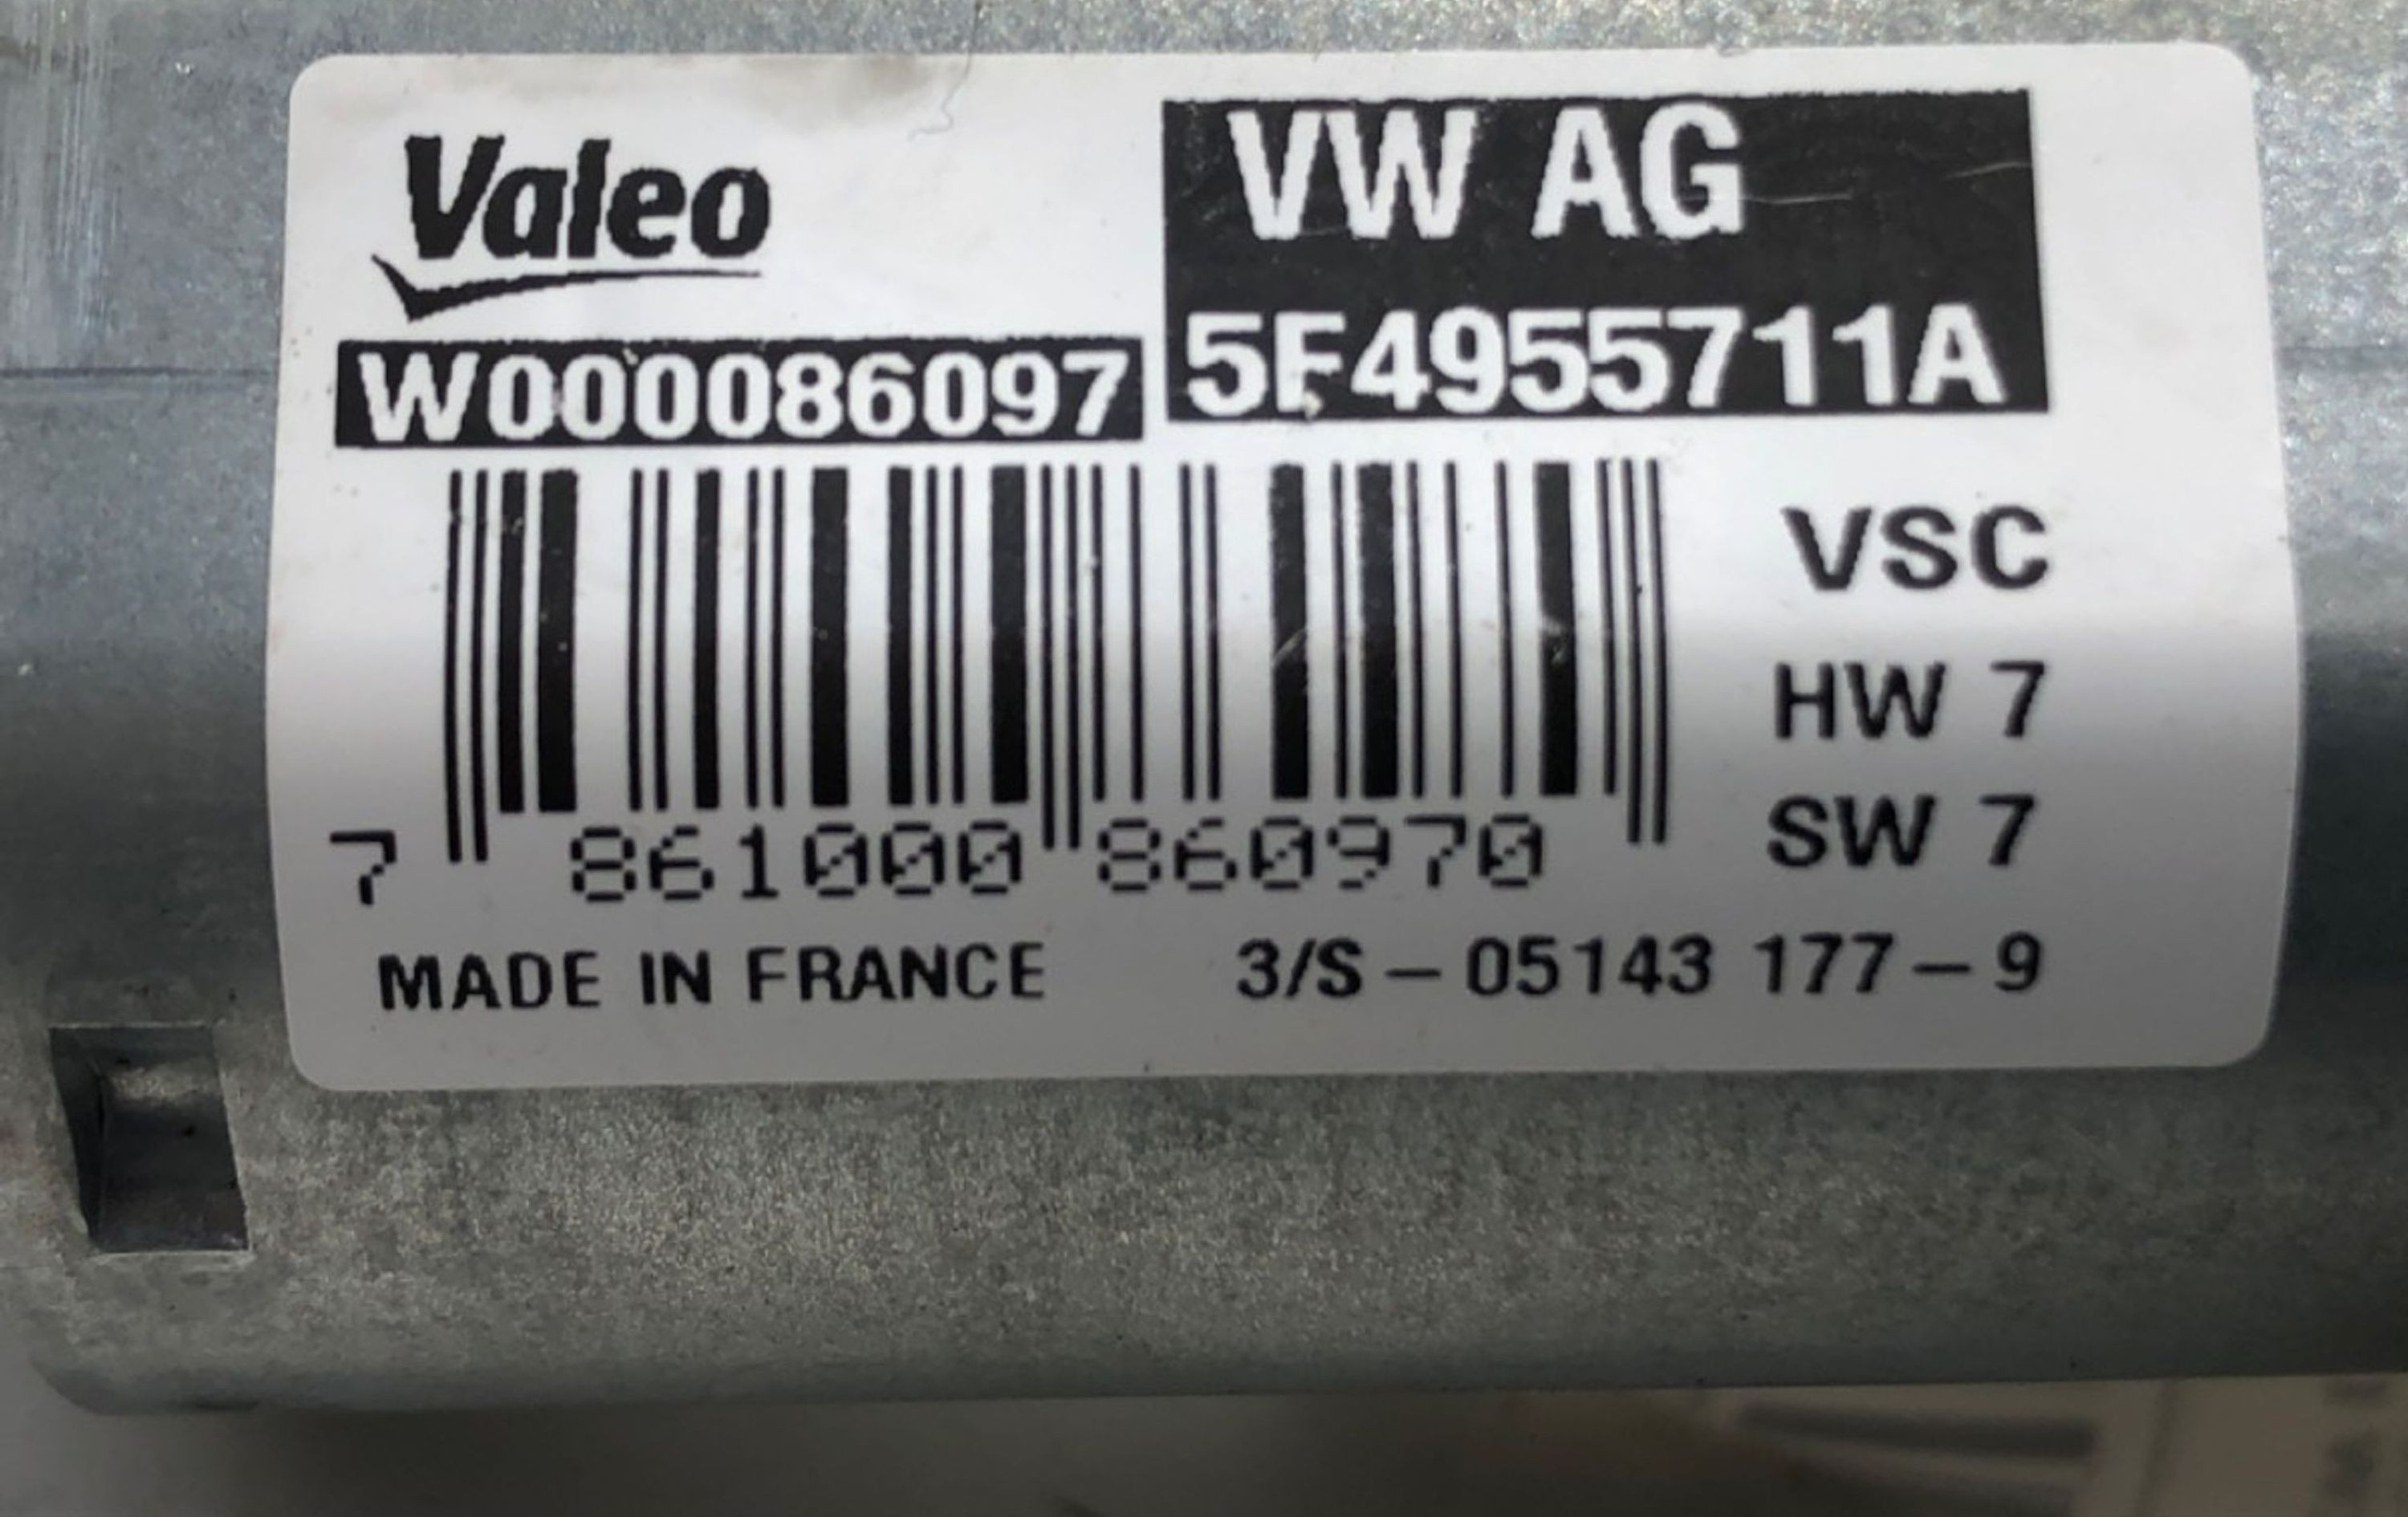 Valeo
VW AG
W000086097
5F4955711A
VSC
HW 7
SW 7
7 861000 860970
MADE IN FRANCE 3/S – 05143 177 – 9